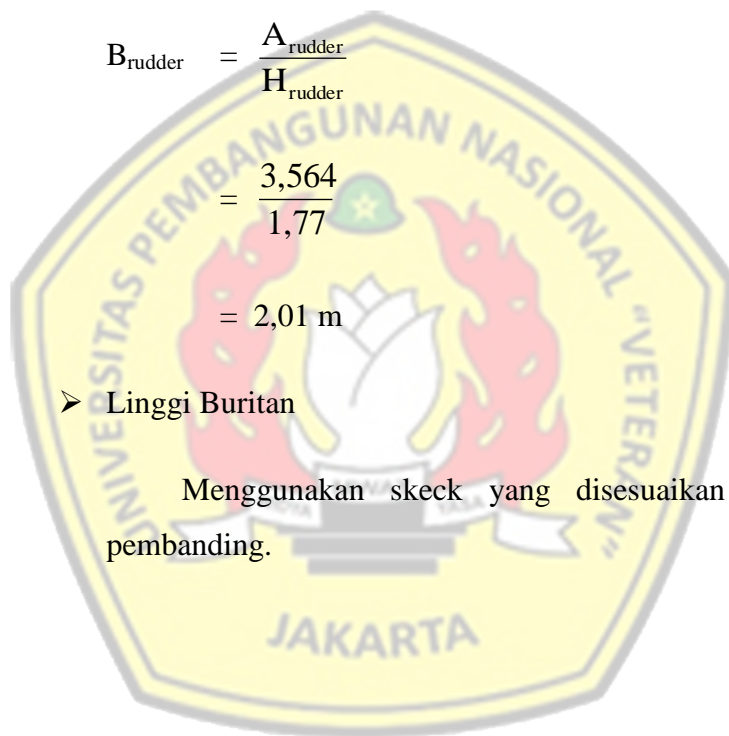 B_rudder = A_rudder / H_rudder
= 3,564 / 1,77
= 2,01 m
➢ Linggi Buritan
Menggunakan skeck yang disesuaikan
pembanding.
UNIVERSITAS PEMBANGUNAN NASIONAL "VETERAN"
JAKARTA